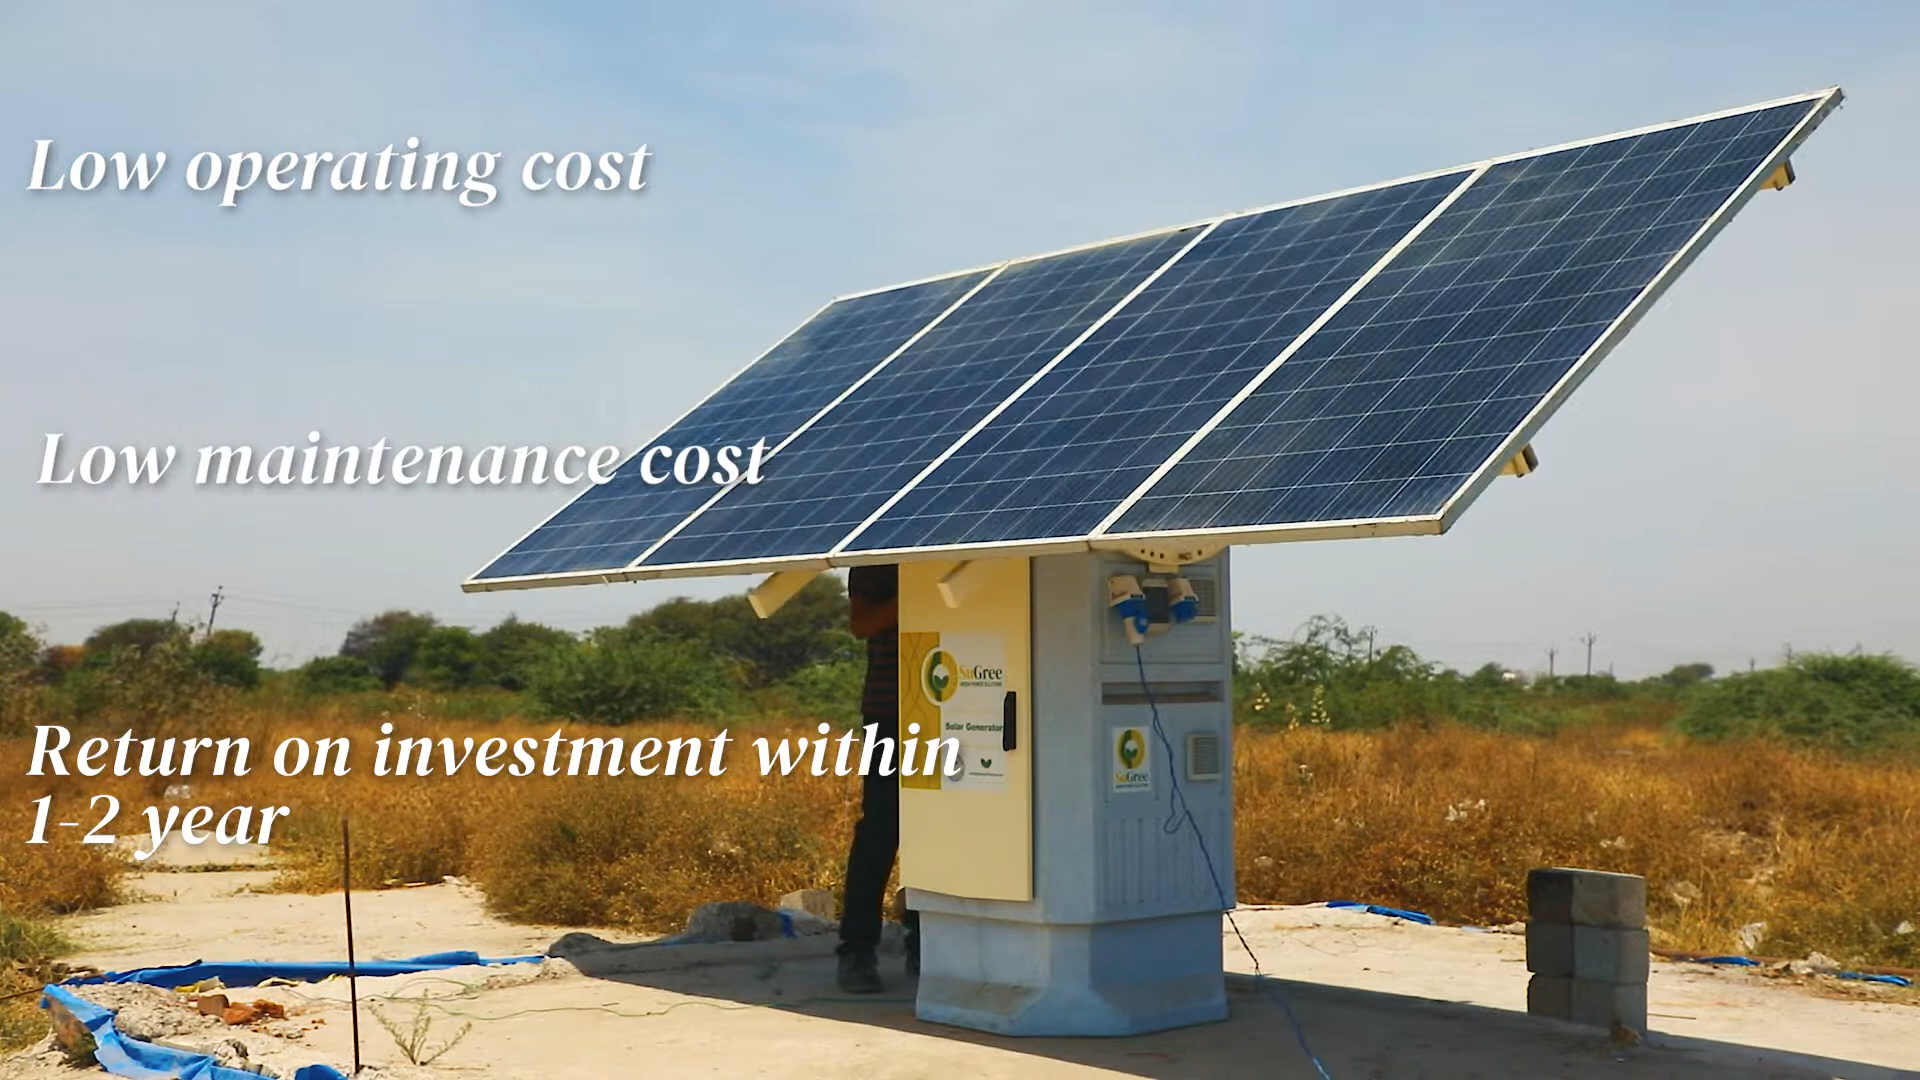 Low operating cost
Low maintenance cost
Return on investment within
1-2 year
SuGree
Solar Generator
SuGree